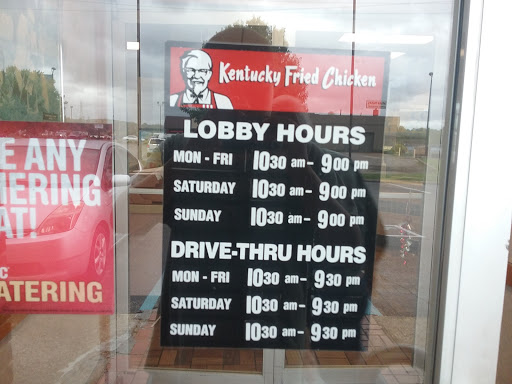 Kentucky Fried Chicken
LOBBY HOURS
MON - FRI 1030 am - 900 pm
SATURDAY 1030 am - 900 pm
SUNDAY 1030 am - 900 pm
DRIVE-THRU HOURS
MON - FRI 1030 am - 930 pm
SATURDAY 1030 am - 930 pm
SUNDAY 1030 am - 930 pm
E ANY
ERING
AT!
ATERING